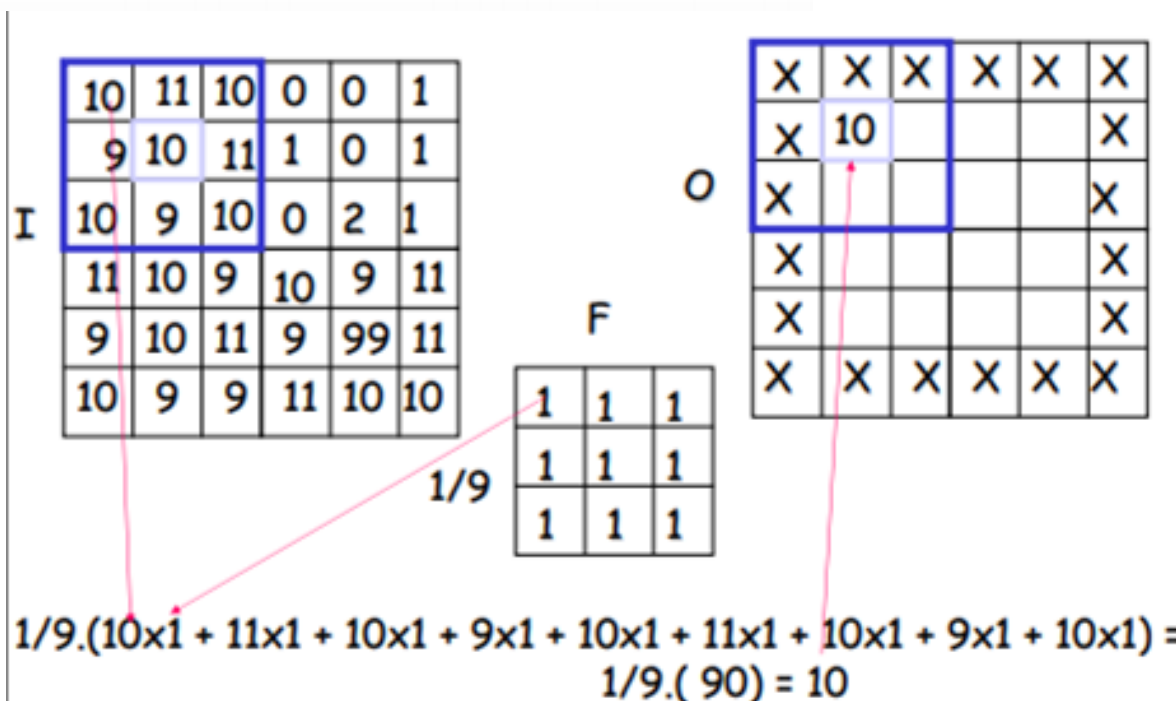 10 11 10 0 0 1
9 10 11 1 0 1
I 10 9 10 0 2 1
11 10 9 10 9 11
9 10 11 9 99 11
10 9 9 11 10 10
F
1 1 1
1/9 1 1 1
1 1 1
X X X X X X
X 10 X
O X X
X X
X X
X X X X X X
1/9.(10x1 + 11x1 + 10x1 + 9x1 + 10x1 + 11x1 + 10x1 + 9x1 + 10x1) =
1/9.( 90) = 10